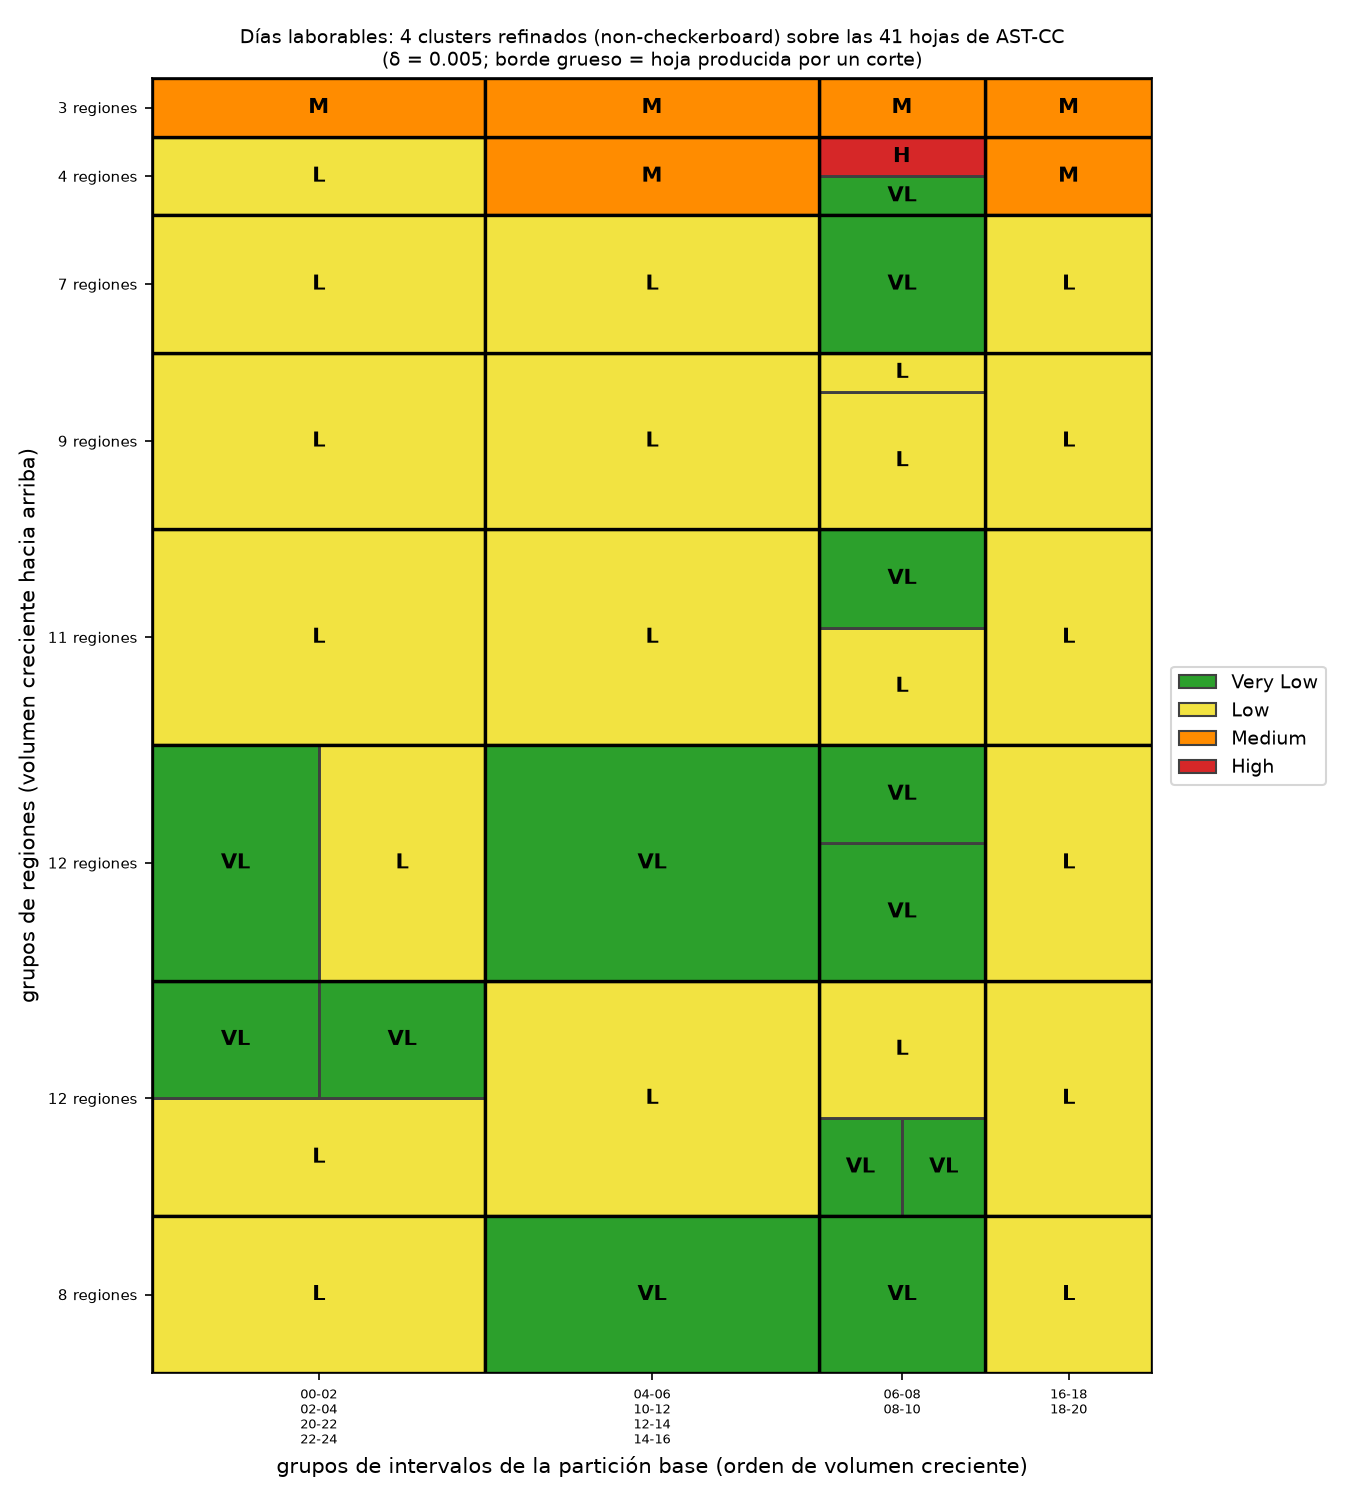 Días laborables: 4 clusters refinados (non-checkerboard) sobre las 41 hojas de AST-CC
(δ = 0.005; borde grueso = hoja producida por un corte)
grupos de regiones (volumen creciente hacia arriba)
3 regiones
M M M M
4 regiones
L M H M
VL
7 regiones
L L VL L
9 regiones
L L L L
L
11 regiones
L L VL L
L
12 regiones
VL L VL VL L
VL
12 regiones
VL VL L L L
L VL VL
8 regiones
L VL VL L
Very Low
Low
Medium
High
00-02 04-06 06-08 16-18
02-04 10-12 08-10 18-20
20-22 12-14
22-24 14-16
grupos de intervalos de la partición base (orden de volumen creciente)